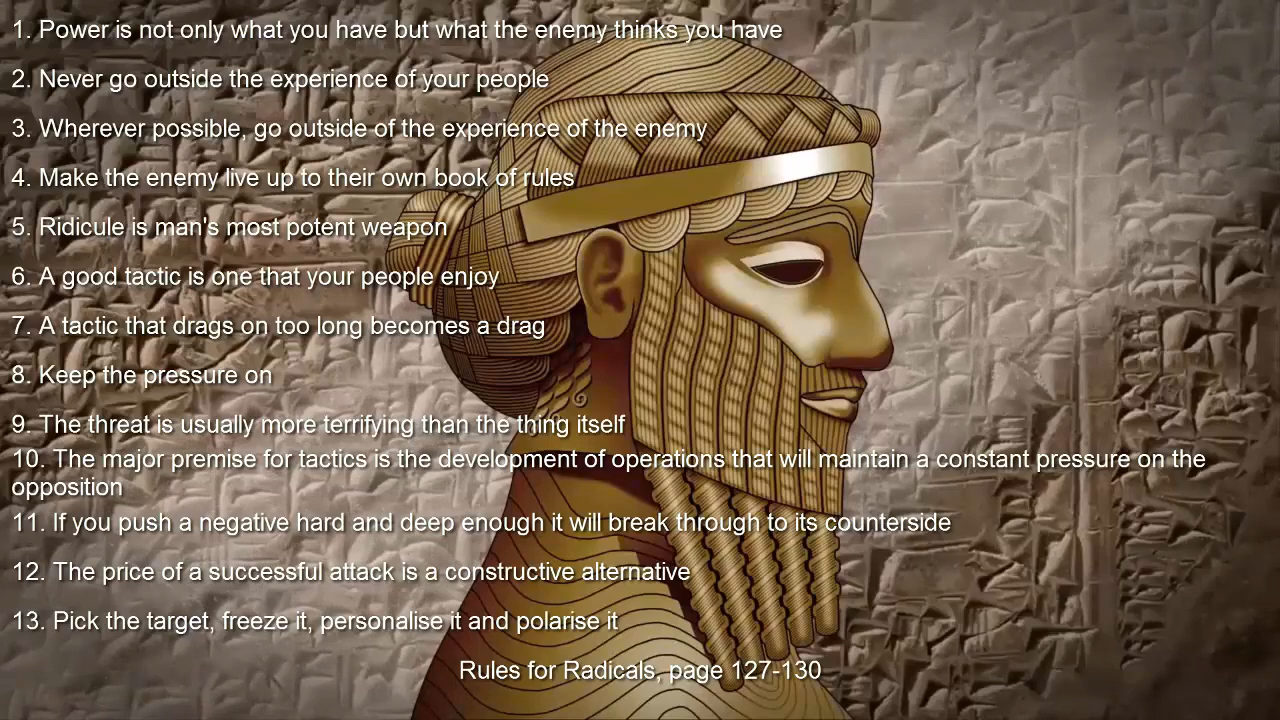 1. Power is not only what you have but what the enemy thinks you have
2. Never go outside the experience of your people
3. Wherever possible, go outside of the experience of the enemy
4. Make the enemy live up to their own book of rules
5. Ridicule is man's most potent weapon
6. A good tactic is one that your people enjoy
7. A tactic that drags on too long becomes a drag
8. Keep the pressure on
9. The threat is usually more terrifying than the thing itself
10. The major premise for tactics is the development of operations that will maintain a constant pressure on the
opposition
11. If you push a negative hard and deep enough it will break through to its counterside
12. The price of a successful attack is a constructive alternative
13. Pick the target, freeze it, personalise it and polarise it
Rules for Radicals, page 127-130